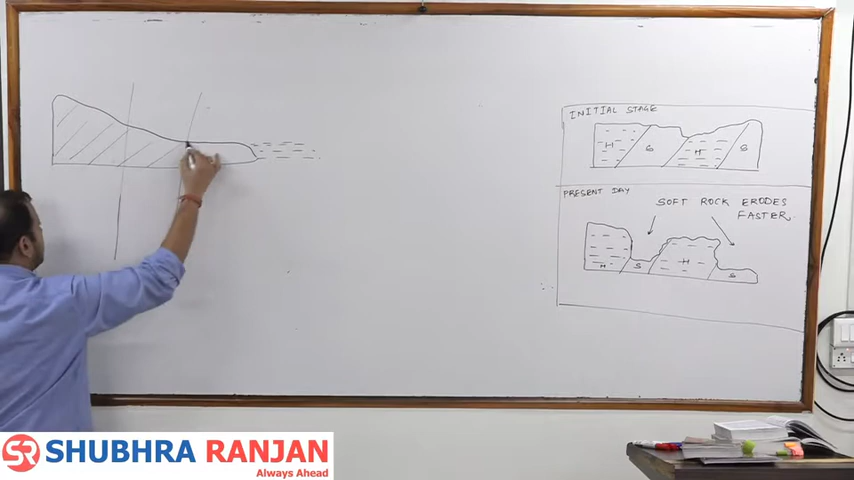 INITIAL STAGE
H S H S
PRESENT DAY
SOFT ROCK ERODES
FASTER
H S H S
SR SHUBHRA RANJAN
Always Ahead